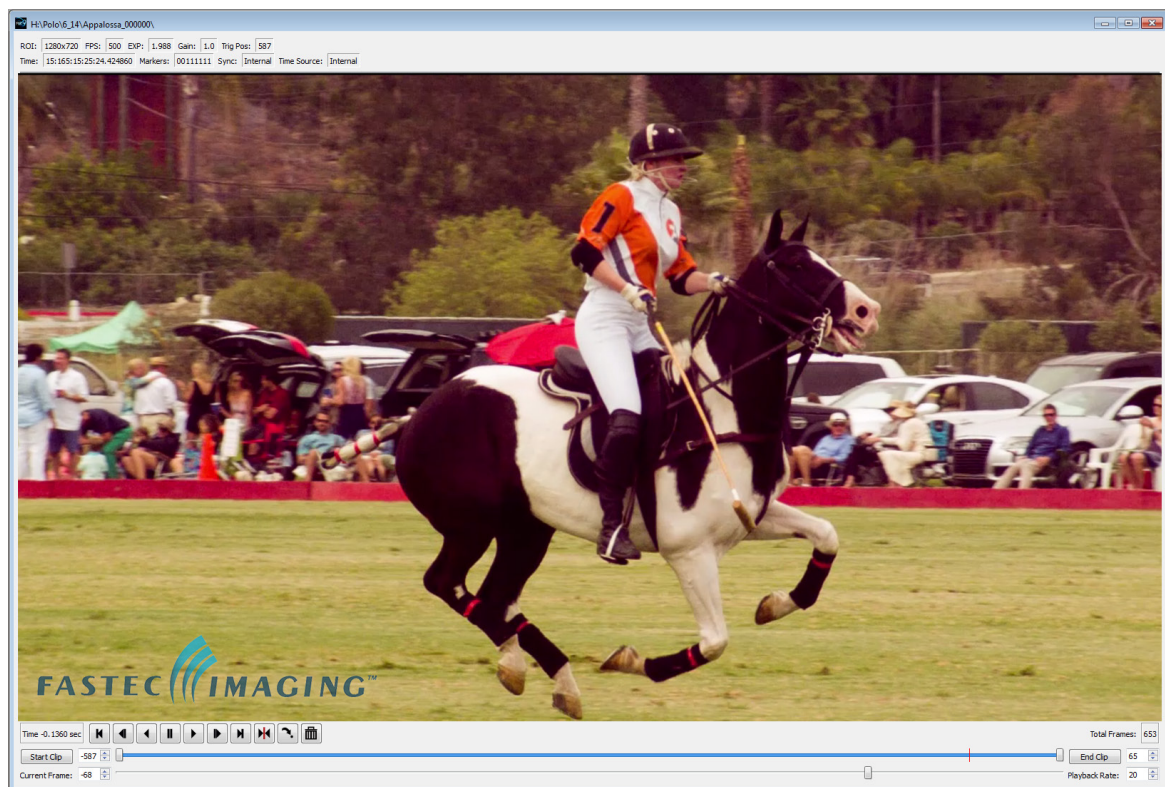 H:\Polo\6_14\Appalossa_000000\
ROI: 1280x720 FPS: 500 EXP: 1.988 Gain: 1.0 Trig Pos: 587
Time: 15:165:15:25:24.424860 Markers: 00111111 Sync: Internal Time Source: Internal
1
FASTEC IMAGING™
Time -0.1360 sec Total Frames: 653
Start Clip -587 End Clip 65
Current Frame: -68 Playback Rate: 20